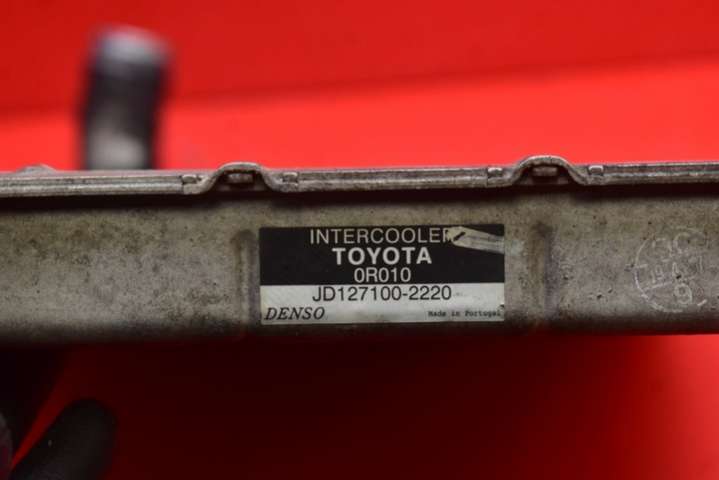 INTERCOOLER
TOYOTA
0R010
JD127100-2220
DENSO
Made in Portugal